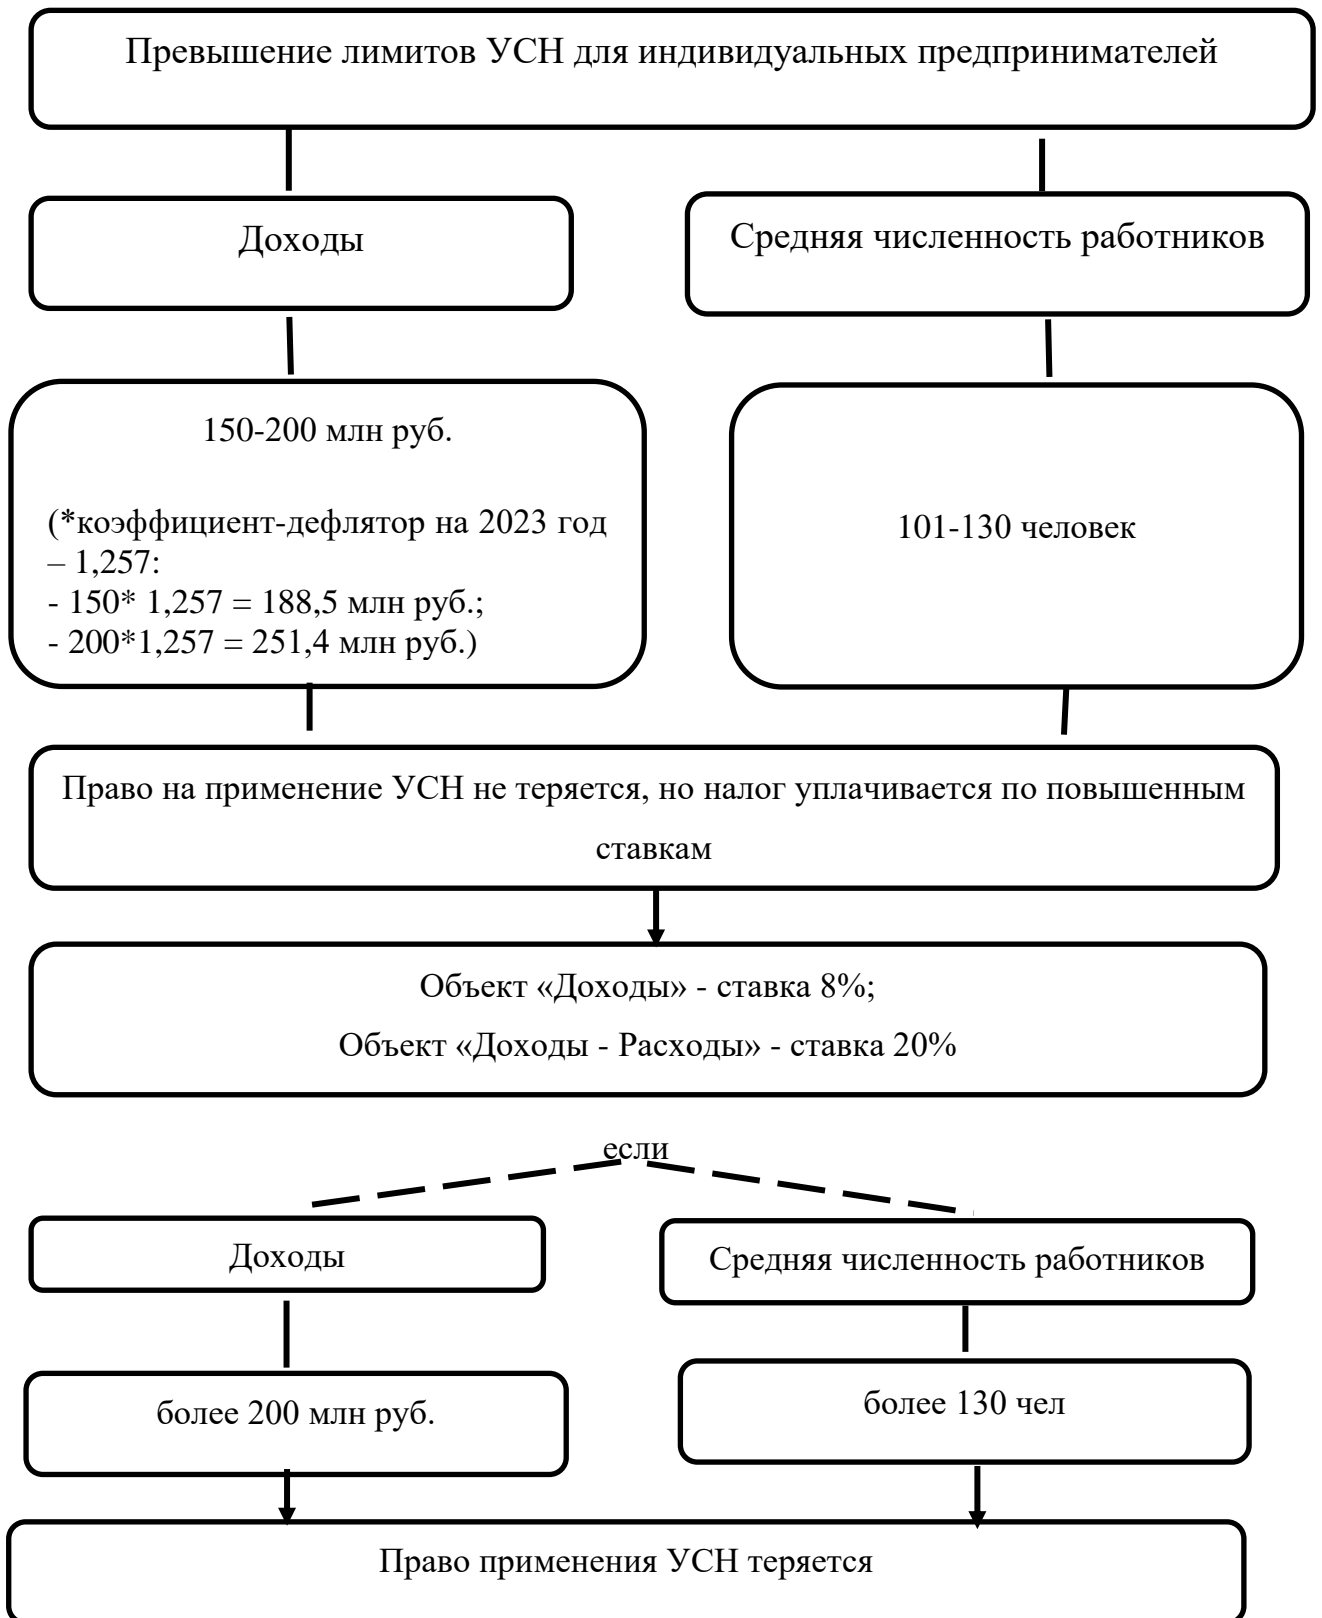 Превышение лимитов УСН для индивидуальных предпринимателей
Доходы
Средняя численность работников
150-200 млн руб.
(*коэффициент-дефлятор на 2023 год
– 1,257:
- 150* 1,257 = 188,5 млн руб.;
- 200*1,257 = 251,4 млн руб.)
101-130 человек
Право на применение УСН не теряется, но налог уплачивается по повышенным
ставкам
Объект «Доходы» - ставка 8%;
Объект «Доходы - Расходы» - ставка 20%
если
Доходы
Средняя численность работников
более 200 млн руб.
более 130 чел
Право применения УСН теряется